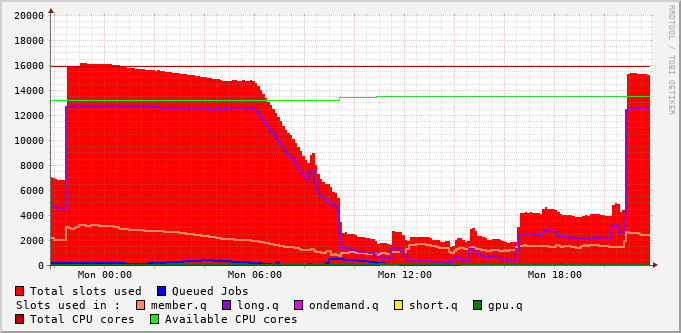 20000
18000
16000
14000
12000
10000
8000
6000
4000
2000
0
Mon 00:00 Mon 06:00 Mon 12:00 Mon 18:00
Total slots used Queued Jobs
Slots used in : member.q long.q ondemand.q short.q gpu.q
Total CPU cores Available CPU cores
RRDTOOL / TOBI OETIKER